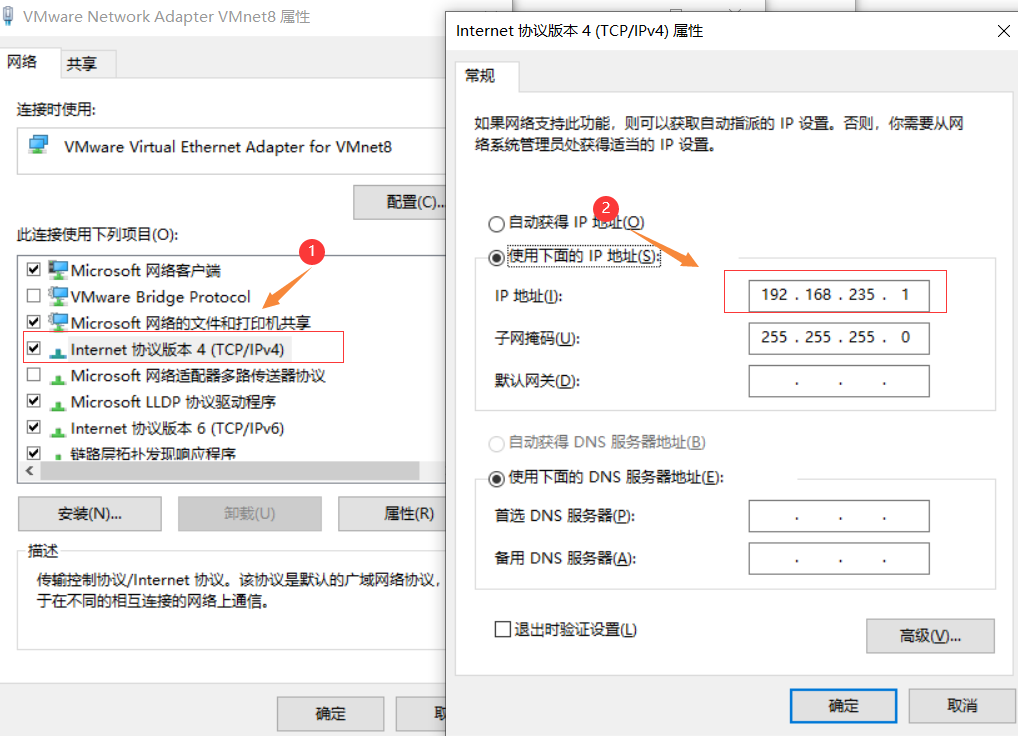 VMware Network Adapter VMnet8 属性
网络
共享
连接时使用:
VMware Virtual Ethernet Adapter for VMnet8
配置(C)...
此连接使用下列项目(O):
1
Microsoft 网络客户端
VMware Bridge Protocol
Microsoft 网络的文件和打印机共享
Internet 协议版本 4 (TCP/IPv4)
Microsoft 网络适配器多路传送器协议
Microsoft LLDP 协议驱动程序
Internet 协议版本 6 (TCP/IPv6)
链路层拓扑发现响应程序
安装(N)...
卸载(U)
属性(R)
描述
传输控制协议/Internet 协议。该协议是默认的广域网络协议，
于在不同的相互连接的网络上通信。
确定
取
Internet 协议版本 4 (TCP/IPv4) 属性
常规
如果网络支持此功能，则可以获取自动指派的 IP 设置。否则，你需要从网
络系统管理员处获得适当的 IP 设置。
2
自动获得 IP 地址(O)
使用下面的 IP 地址(S):
IP 地址(I):
192 . 168 . 235 . 1
子网掩码(U):
255 . 255 . 255 . 0
默认网关(D):
. . .
自动获得 DNS 服务器地址(B)
使用下面的 DNS 服务器地址(E):
首选 DNS 服务器(P):
. . .
备用 DNS 服务器(A):
. . .
退出时验证设置(L)
高级(V)...
确定
取消